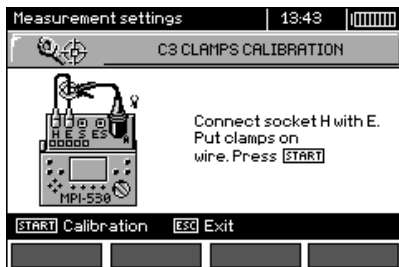 Measurement settings 13:43
C3 CLAMPS CALIBRATION
Connect socket H with E.
Put clamps on
wire. Press START
H E S ES
MPI-530
START Calibration ESC Exit